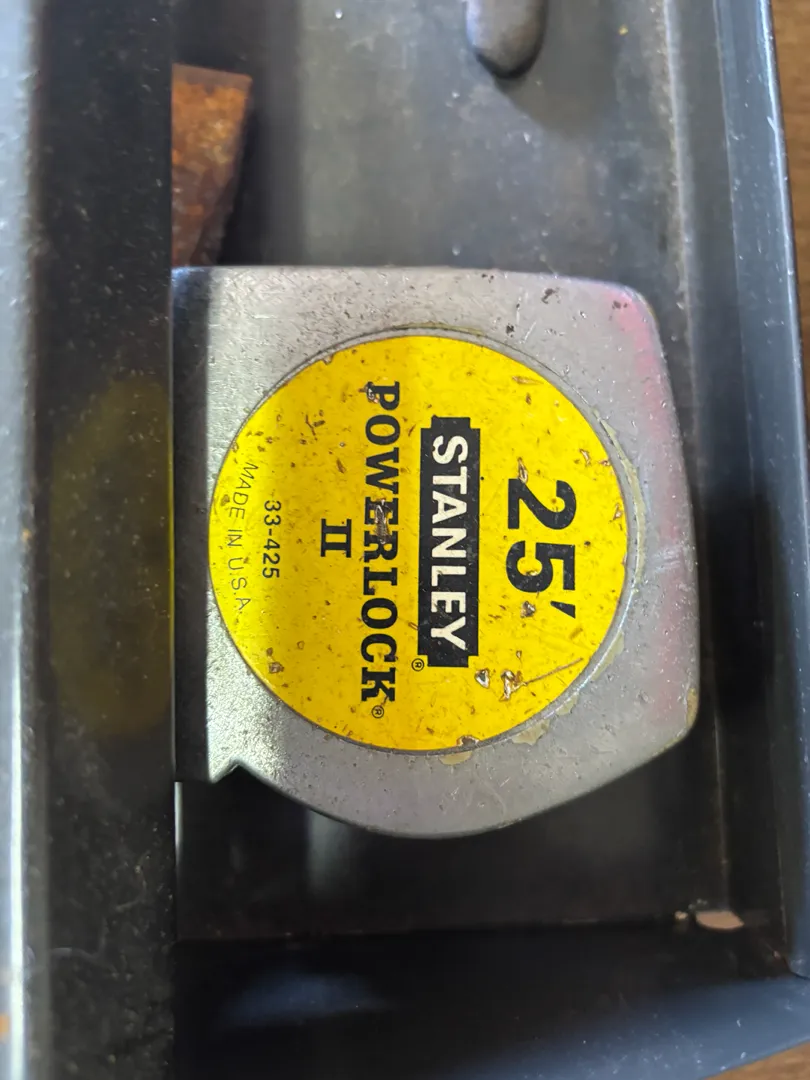 25'
STANLEY®
POWERLOCK®
II
33-425
MADE IN U.S.A.